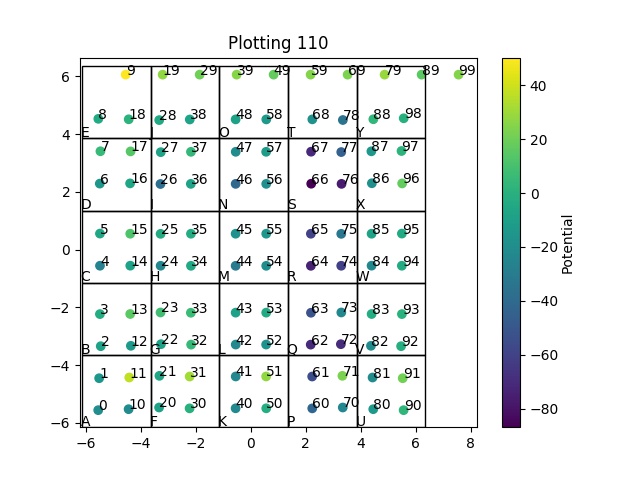 Plotting 110
6
4
2
0
−2
−4
−6
−6
−4
−2
0
2
4
6
8
9 19 29 39 49 59 69 79 89 99
8 18 28 38 48 58 68 78 88 98
E J O T Y
7 17 27 37 47 57 67 77 87 97
6 16 26 36 46 56 66 76 86 96
D I N S X
5 15 25 35 45 55 65 75 85 95
4 14 24 34 44 54 64 74 84 94
C H M R W
3 13 23 33 43 53 63 73 83 93
2 12 22 32 42 52 62 72 82 92
B G L Q V
1 11 21 31 41 51 61 71 81 91
0 10 20 30 40 50 60 70 80 90
A F K P U
40
20
0
−20
−40
−60
−80
Potential